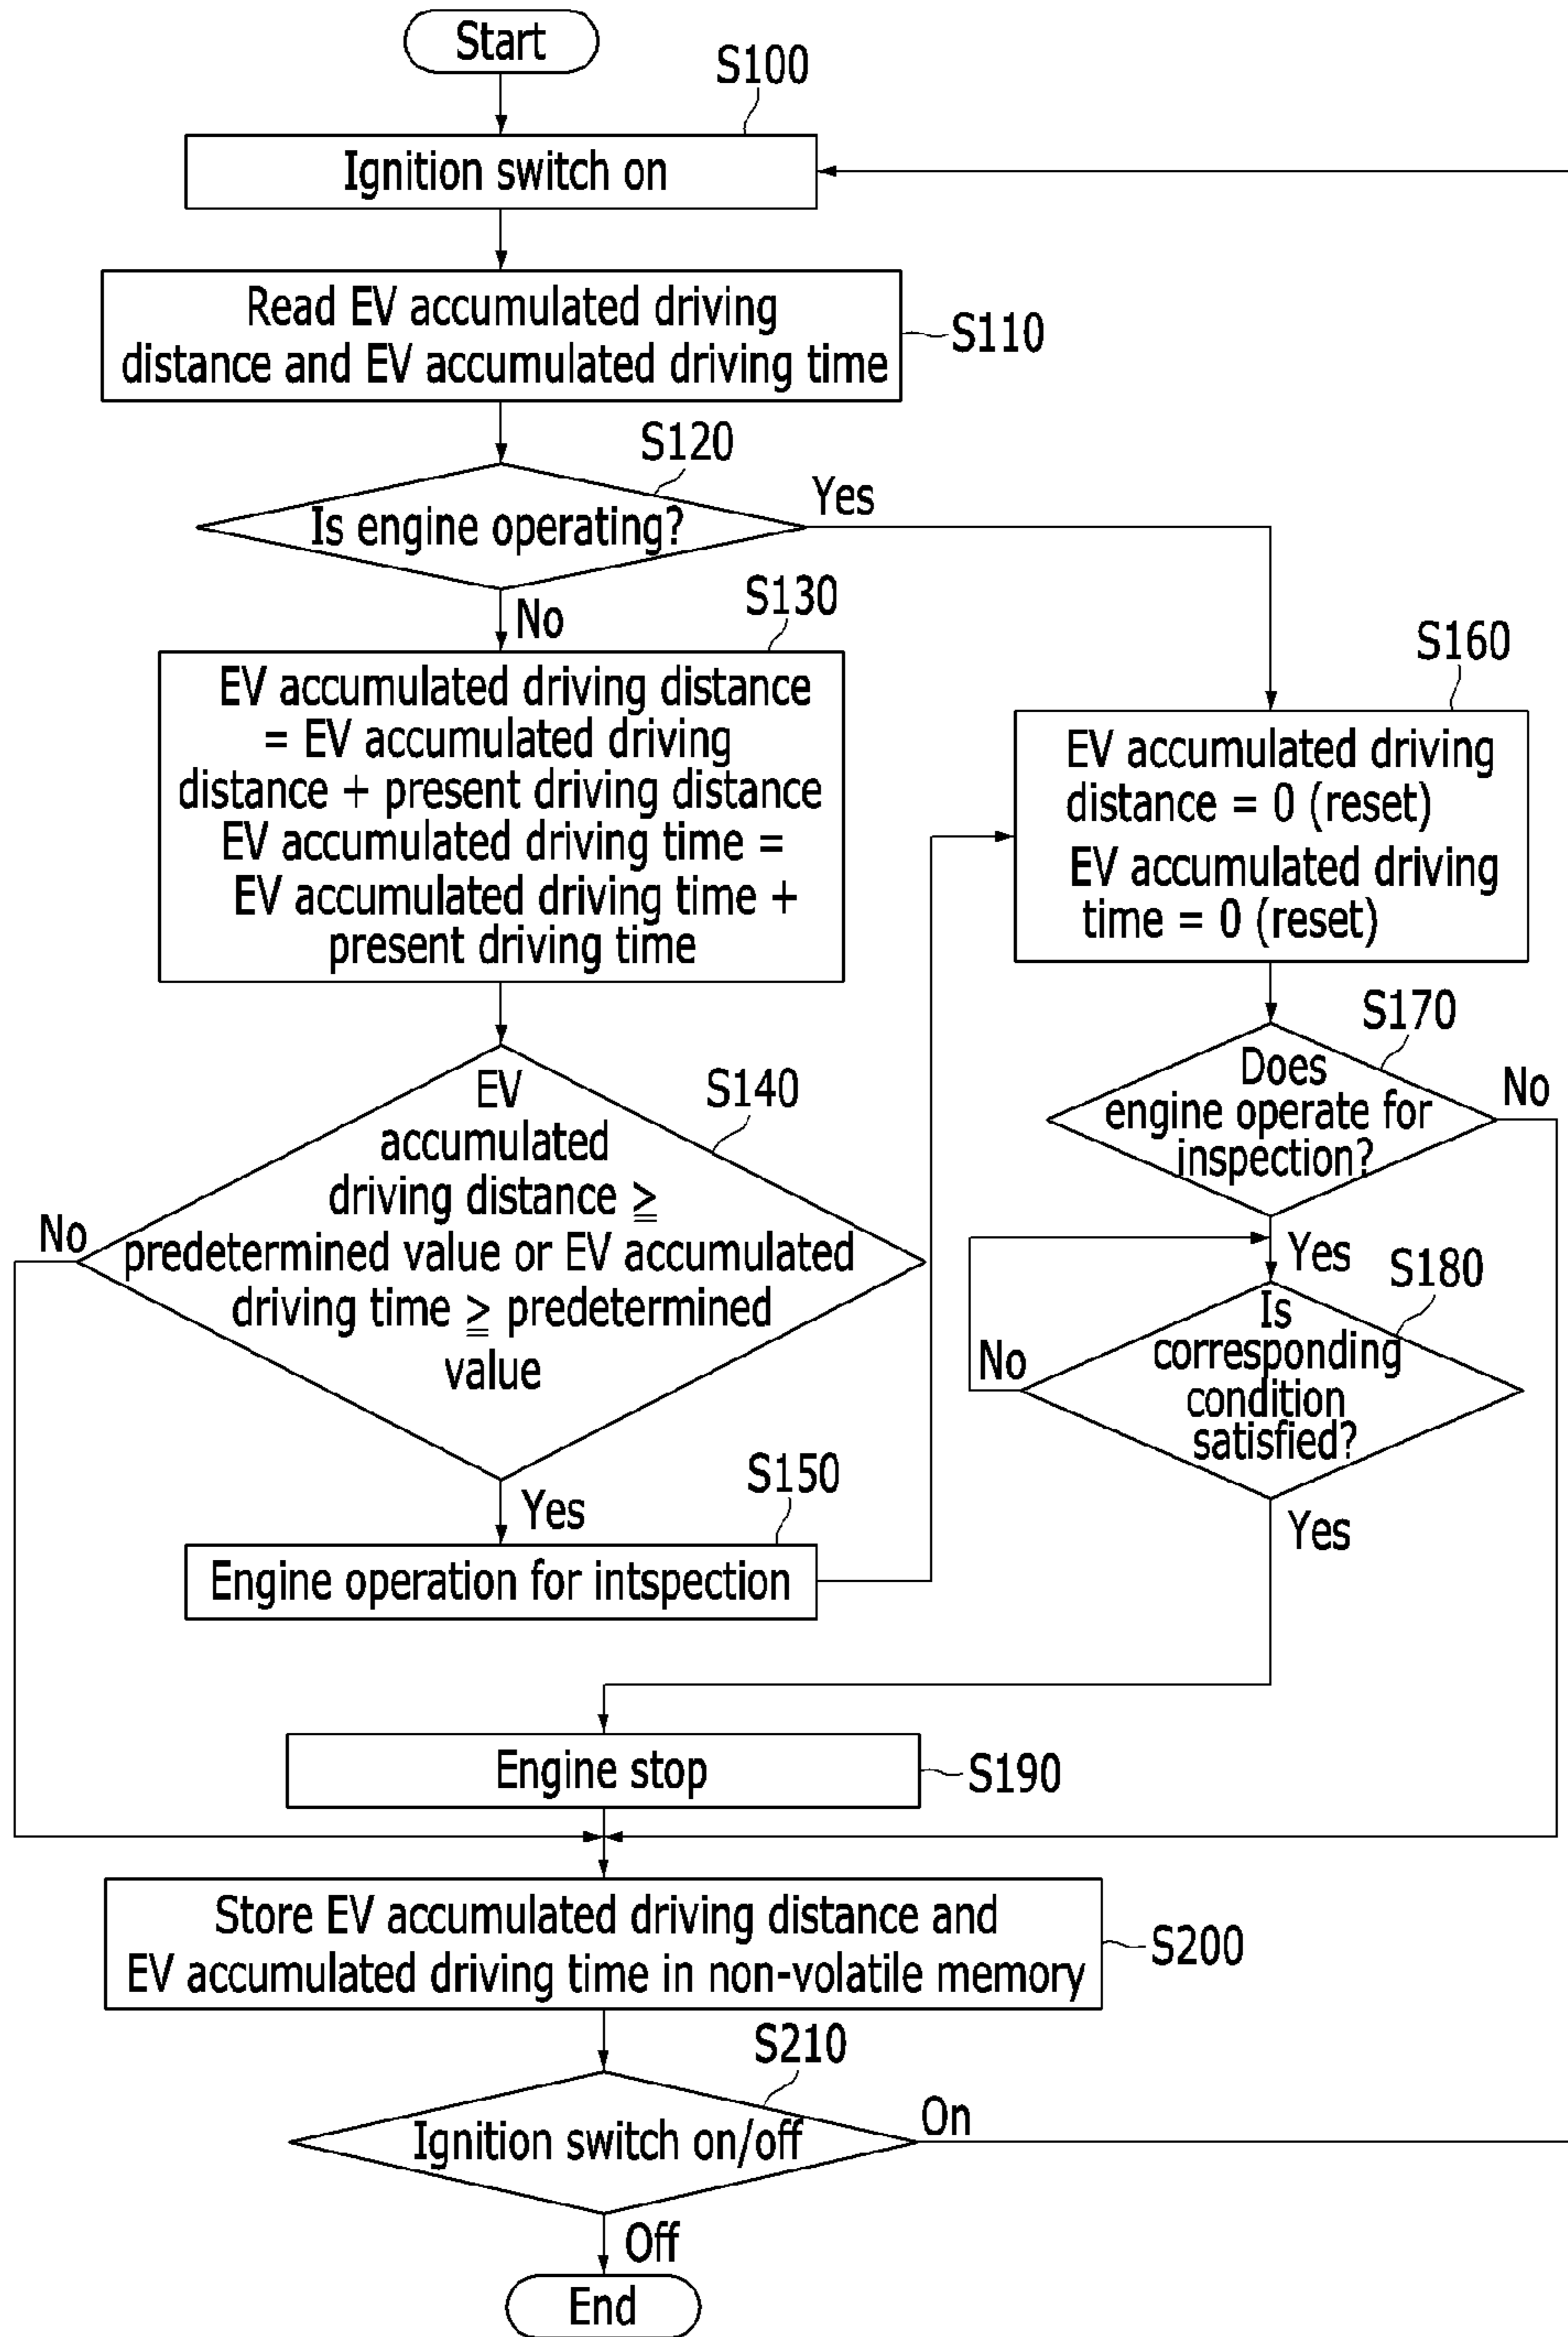 Start
S100
Ignition switch on
Read EV accumulated driving
distance and EV accumulated driving time
S110
S120
Is engine operating?
Yes
No
S130
EV accumulated driving distance
= EV accumulated driving
distance + present driving distance
EV accumulated driving time =
EV accumulated driving time +
present driving time
S160
EV accumulated driving
distance = 0 (reset)
EV accumulated driving
time = 0 (reset)
S140
EV
accumulated
driving distance ≧
predetermined value or EV accumulated
driving time ≧ predetermined
value
No
Yes
S170
Does
engine operate for
inspection?
No
Yes
S180
Is
corresponding
condition
satisfied?
No
Yes
S150
Engine operation for intspection
Engine stop
S190
Store EV accumulated driving distance and
EV accumulated driving time in non-volatile memory
S200
S210
Ignition switch on/off
On
Off
End